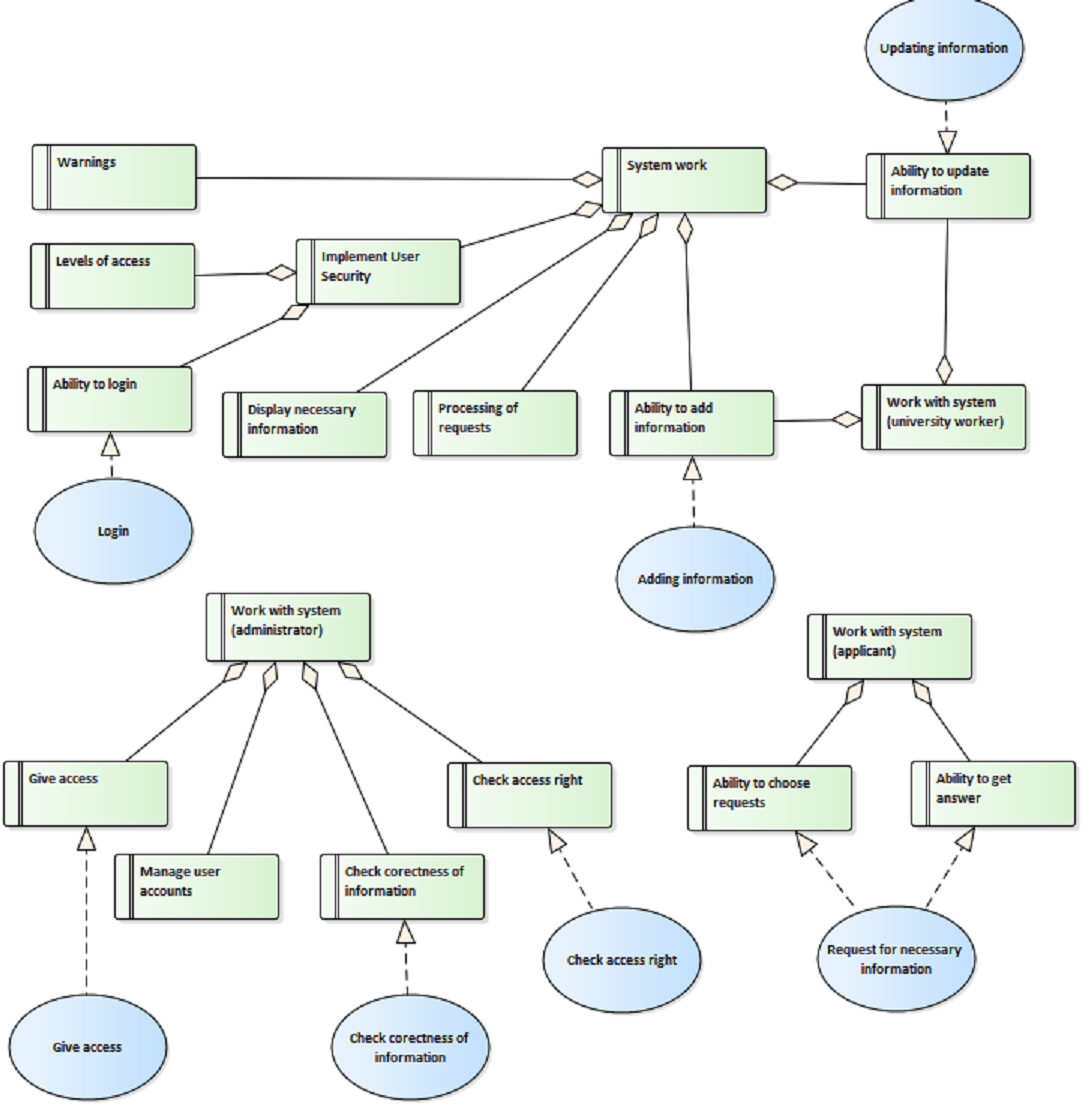 Updating information
Warnings
System work
Ability to update
information
Levels of access
Implement User
Security
Ability to login
Display necessary
information
Processing of
requests
Ability to add
information
Work with system
(university worker)
Login
Adding information
Work with system
(administrator)
Work with system
(applicant)
Give access
Check access right
Ability to choose
requests
Ability to get
answer
Manage user
accounts
Check corectness of
information
Check access right
Request for necessary
information
Give access
Check corectness of
information